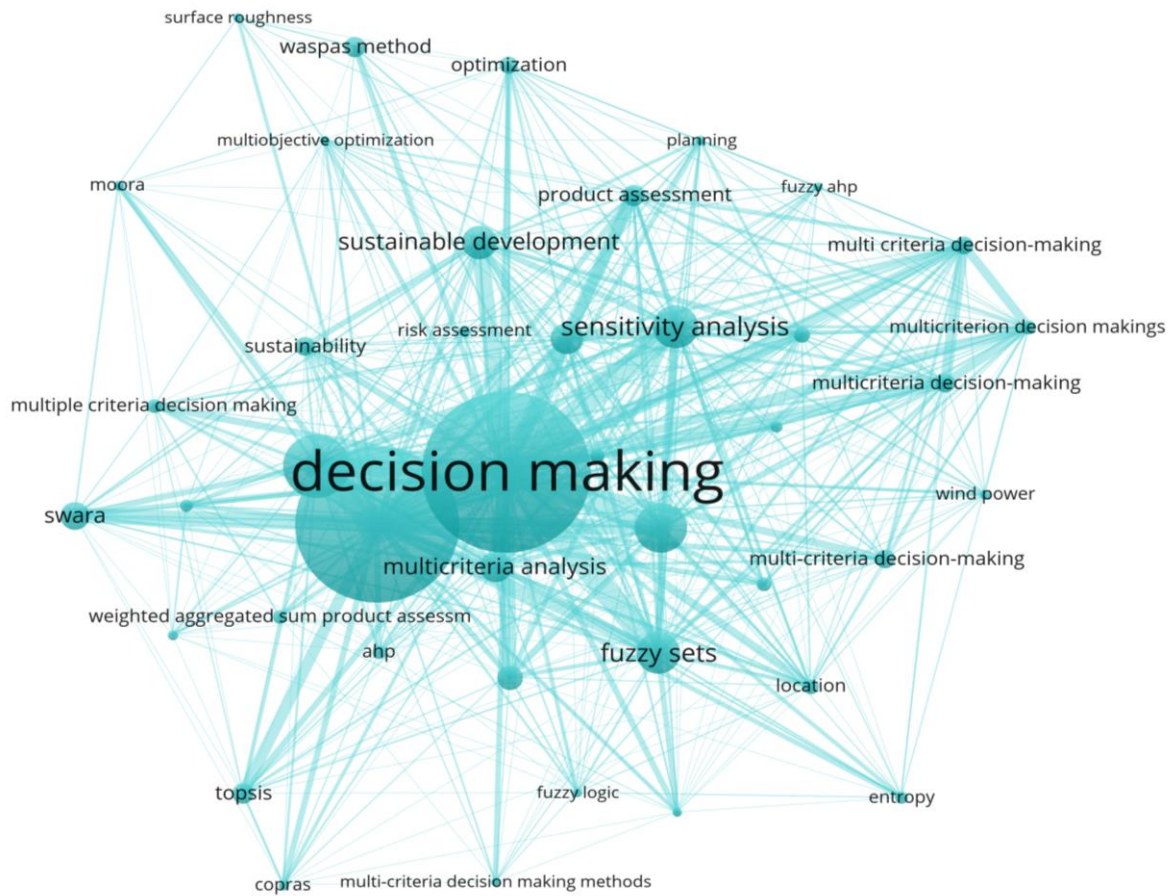 surface roughness
waspas method
optimization
multiobjective optimization
planning
moora
fuzzy ahp
product assessment
sustainable development
multi criteria decision-making
sensitivity analysis
multicriterion decision makings
risk assessment
sustainability
multicriteria decision-making
multiple criteria decision making
decision making
wind power
swara
multi-criteria decision-making
multicriteria analysis
weighted aggregated sum product assessm
ahp
fuzzy sets
location
topsis
fuzzy logic
entropy
copras
multi-criteria decision making methods